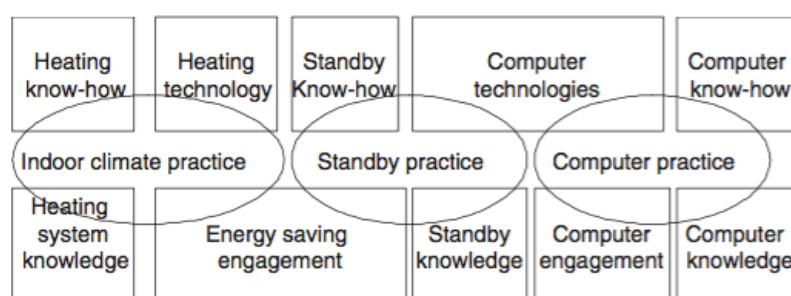 Heating
know-how
Heating
technology
Standby
Know-how
Computer
technologies
Computer
know-how
Indoor climate practice
Standby practice
Computer practice
Heating
system
knowledge
Energy saving
engagement
Standby
knowledge
Computer
engagement
Computer
knowledge